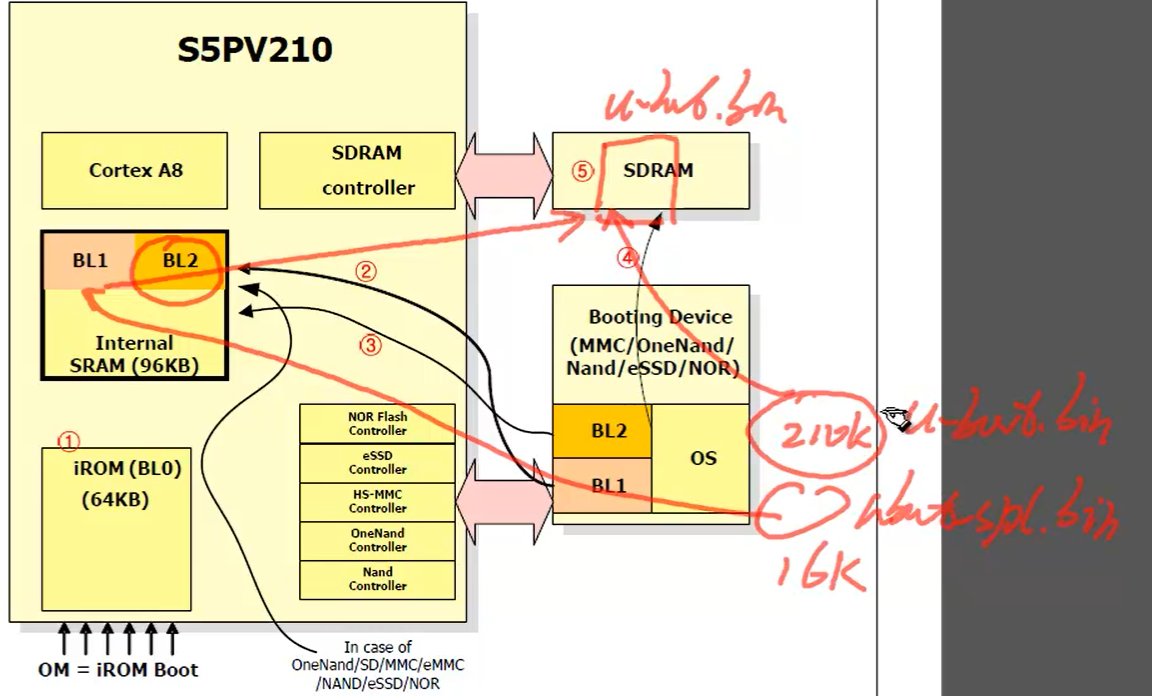 S5PV210
u-boot.bin
Cortex A8
SDRAM
controller
⑤
SDRAM
BL1
BL2
②
④
Internal
SRAM (96KB)
③
Booting Device
(MMC/OneNand/
Nand/eSSD/NOR)
BL2
BL1
OS
210k
u-boot.bin
uboot-spl.bin
16K
NOR Flash
Controller
eSSD
Controller
HS-MMC
Controller
OneNand
Controller
Nand
Controller
①
iROM (BL0)
(64KB)
OM = iROM Boot
In case of
OneNand/SD/MMC/eMMC
/NAND/eSSD/NOR